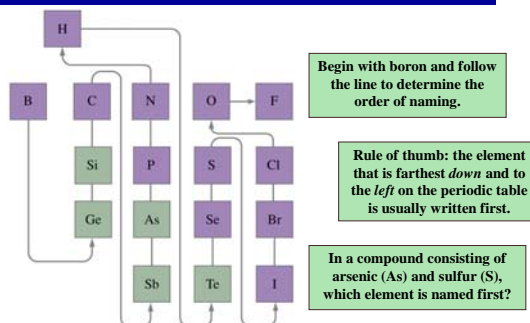 H
B
C
N
O
F
Si
P
S
Cl
Ge
As
Se
Br
Sb
Te
I
Begin with boron and follow
the line to determine the
order of naming.
Rule of thumb: the element
that is farthest down and to
the left on the periodic table
is usually written first.
In a compound consisting of
arsenic (As) and sulfur (S),
which element is named first?